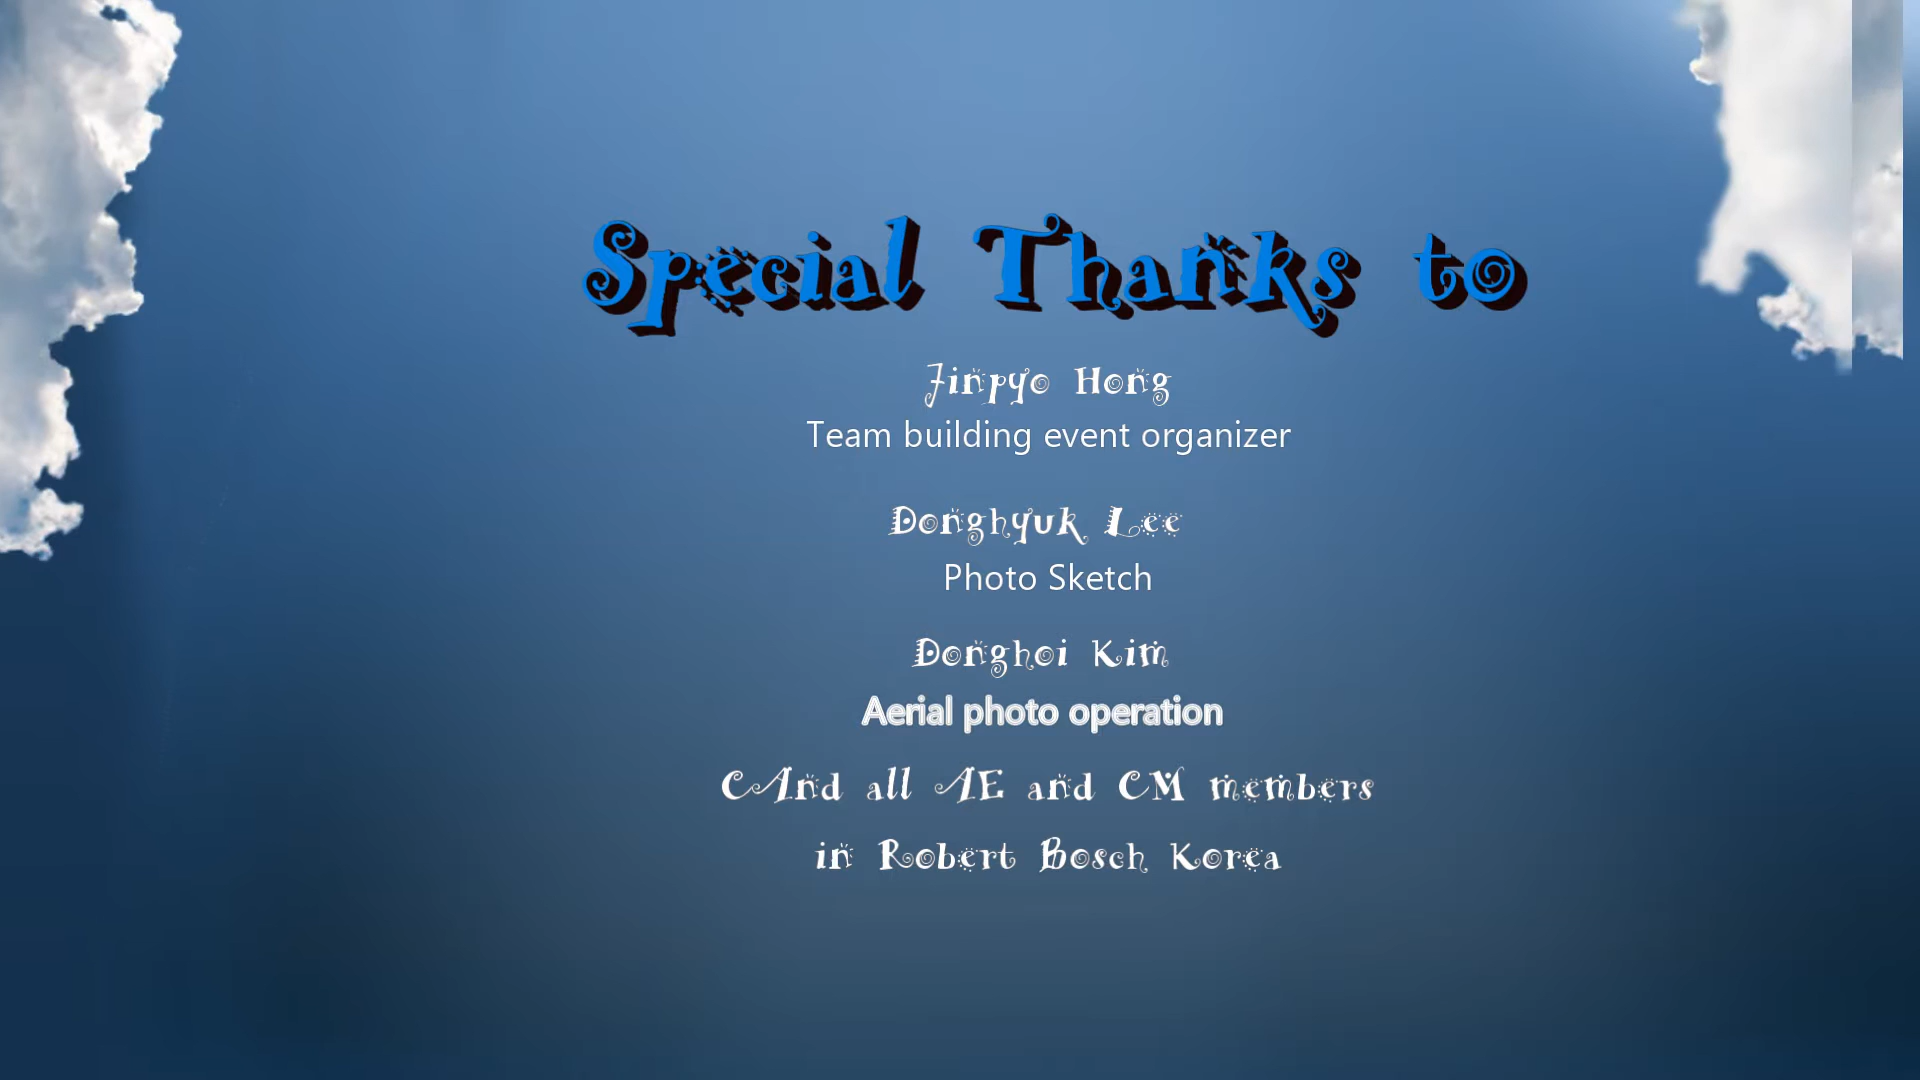 Special Thanks to
Jinpyo Hong
Team building event organizer
Donghyuk Lee
Photo Sketch
Donghoi Kim
Aerial photo operation
CAnd all AE and CM members
in Robert Bosch Korea